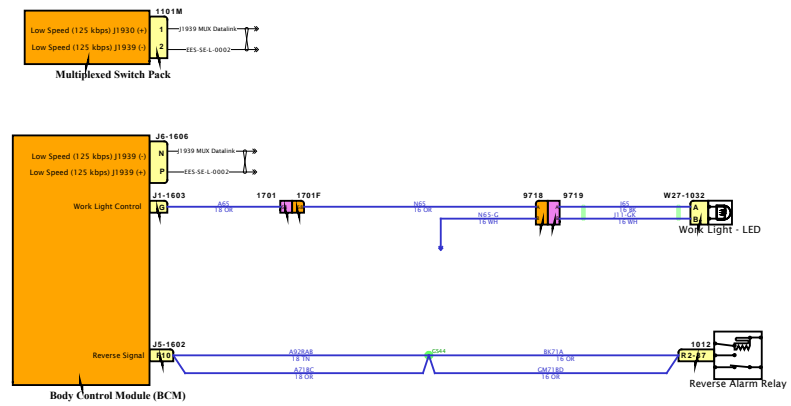 1101M
Low Speed (125 kbps) J1930 (+)
1
J1939 MUX Datalink
Low Speed (125 kbps) J1939 (-)
2
EES-SE-L-0002
Multiplexed Switch Pack
J6-1606
Low Speed (125 kbps) J1939 (-)
N
J1939 MUX Datalink
Low Speed (125 kbps) J1939 (+)
P
EES-SE-L-0002
J1-1603
1701
1701F
9718
9719
W27-1032
Work Light Control
G
A65
18 OR
N65
16 OR
A
A
J65
16 BK
A
N65-G
16 WH
J11-GK
16 WH
B
Work Light - LED
J5-1602
1012
Reverse Signal
F10
A92RAB
18 TN
GS44
BK71A
16 OR
R2-87
A718C
18 OR
GM718D
16 OR
Reverse Alarm Relay
Body Control Module (BCM)